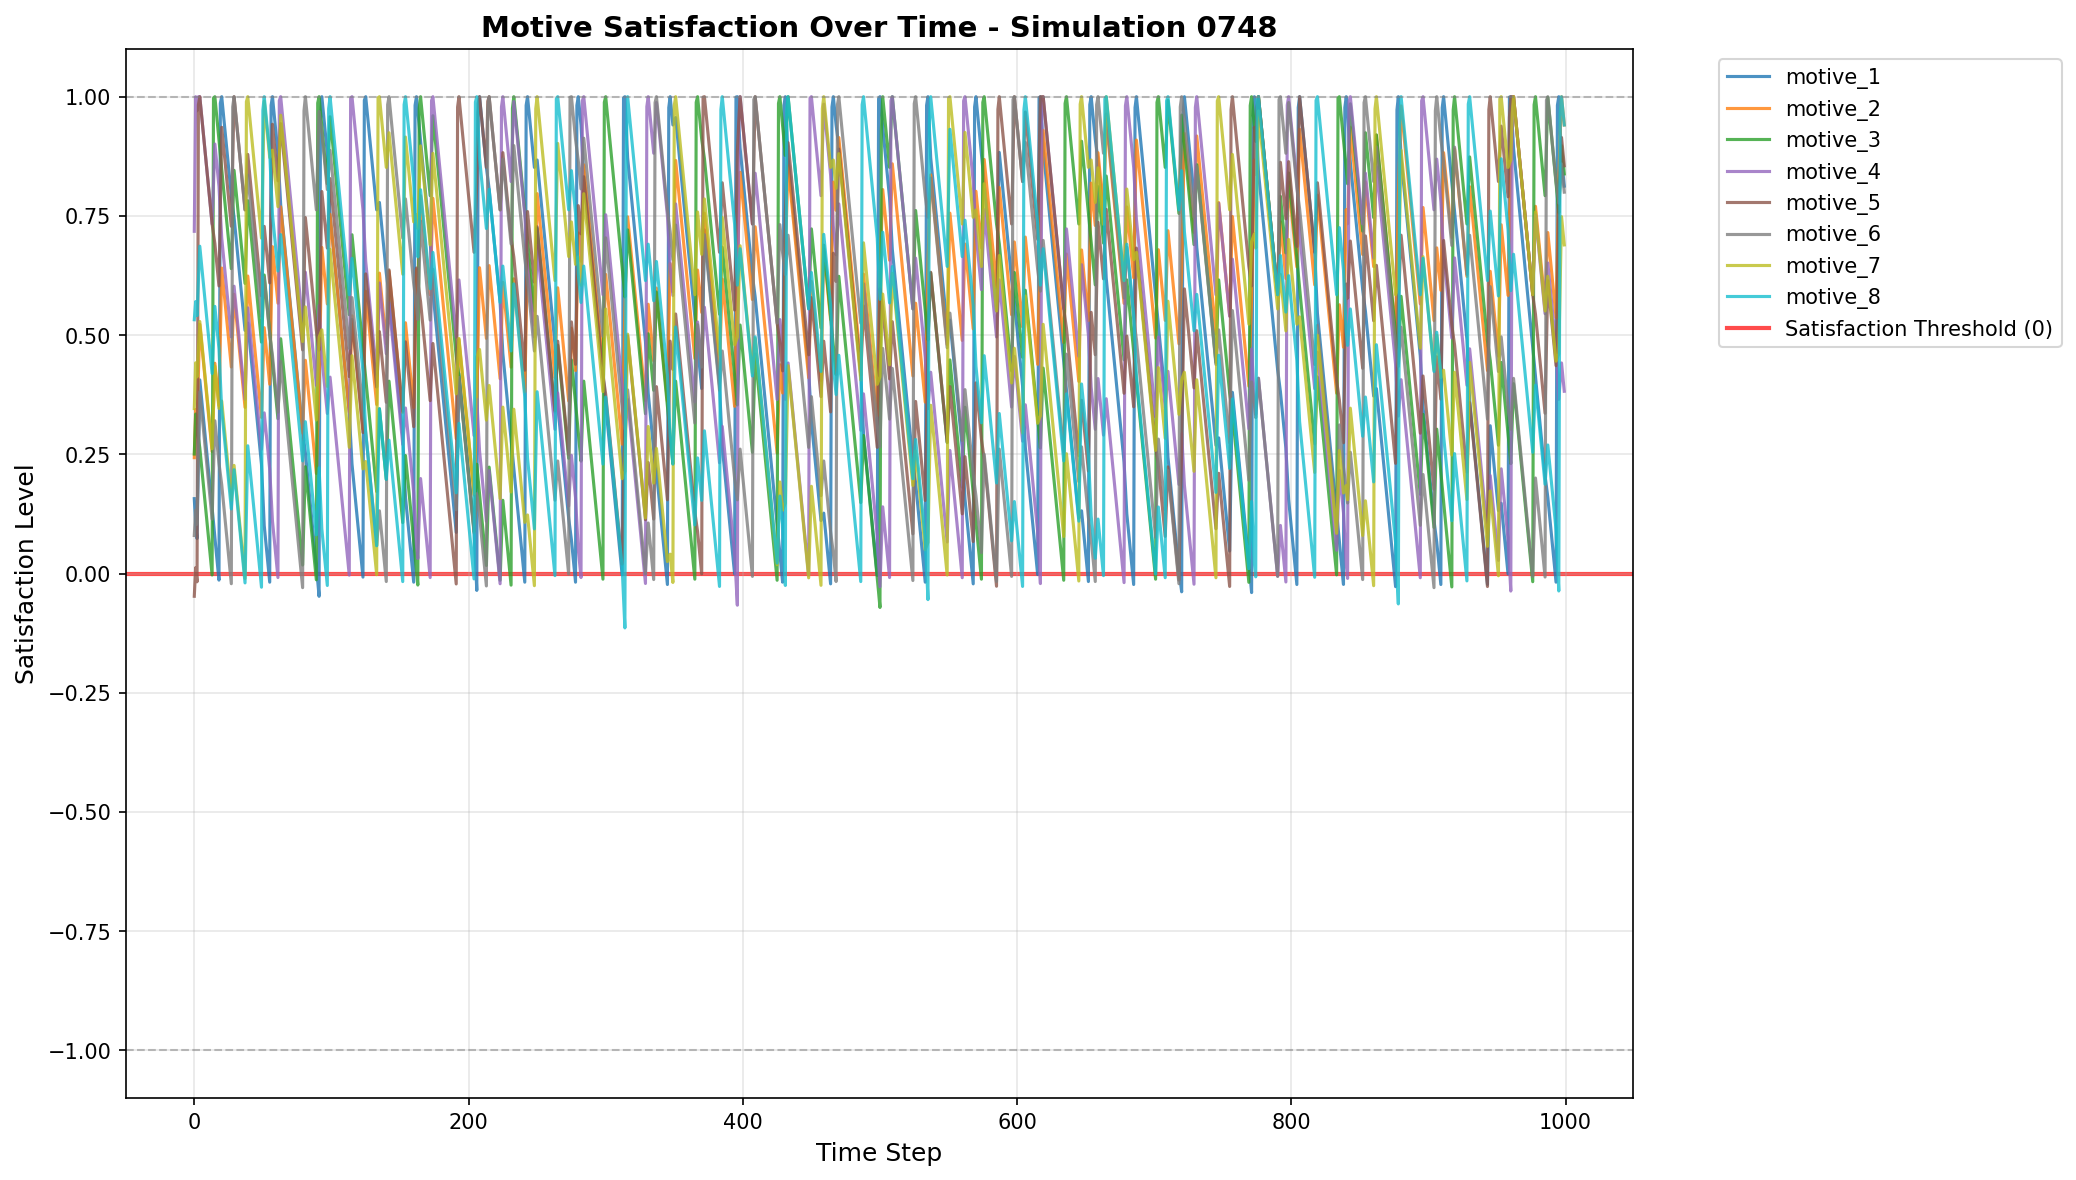 Motive Satisfaction Over Time - Simulation 0748
Satisfaction Level
1.00
0.75
0.50
0.25
0.00
−0.25
−0.50
−0.75
−1.00
0
200
400
600
800
1000
Time Step
motive_1
motive_2
motive_3
motive_4
motive_5
motive_6
motive_7
motive_8
Satisfaction Threshold (0)